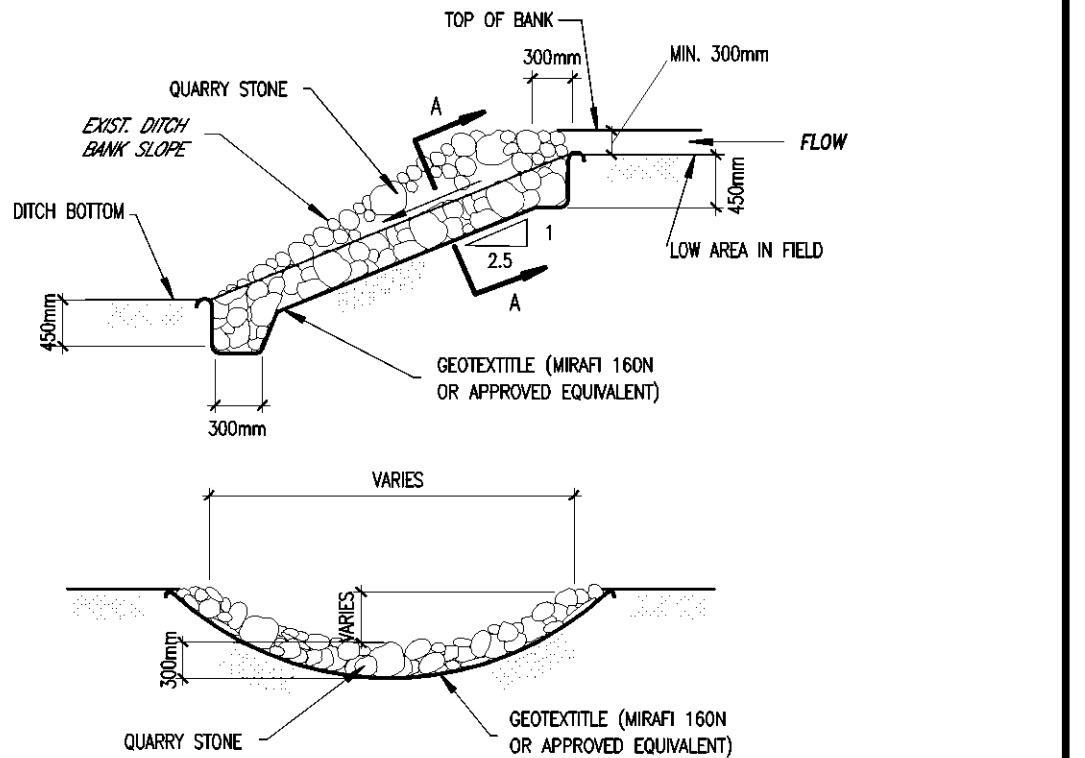 TOP OF BANK
300mm
MIN. 300mm
QUARRY STONE
A
EXIST. DITCH
BANK SLOPE
FLOW
DITCH BOTTOM
450mm
1
2.5
LOW AREA IN FIELD
A
450mm
GEOTEXTITLE (MIRAFI 160N
OR APPROVED EQUIVALENT)
300mm
VARIES
VARIES
300mm
GEOTEXTITLE (MIRAFI 160N
OR APPROVED EQUIVALENT)
QUARRY STONE